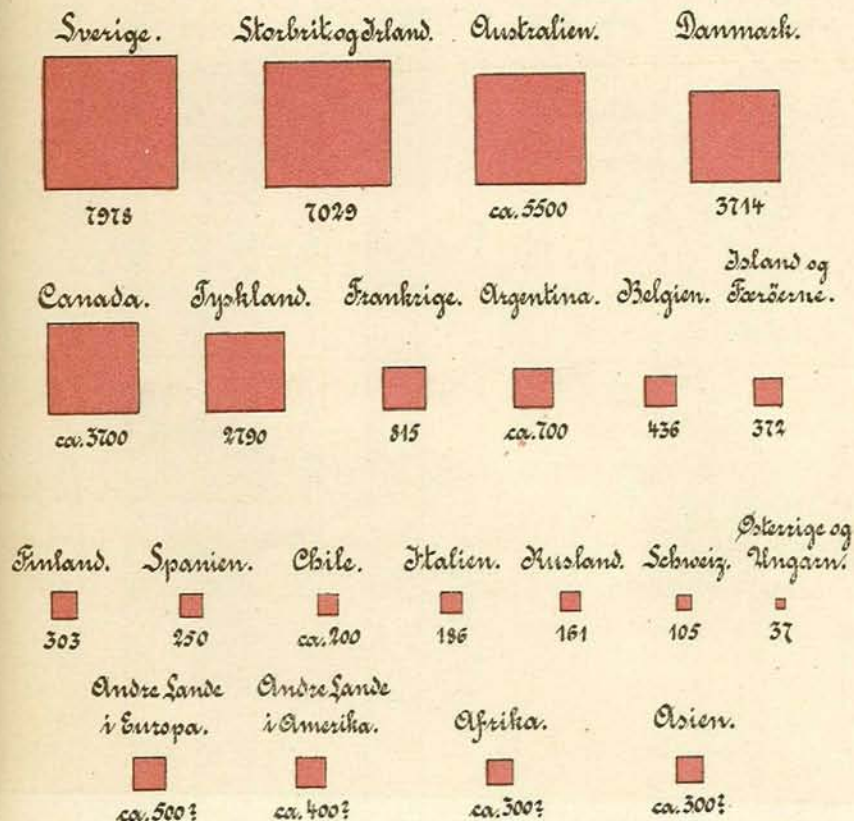 Sverige. Storbrit. og Irland. Australien. Danmark.
7978 7029 ca. 5500 3714
Canada. Tyskland. Frankrige. Argentina. Belgien. Island og
Færöerne.
ca. 3700 2790 815 ca. 700 436 372
Finland. Spanien. Chile. Italien. Rusland. Schweiz. Østerrige og
Ungarn.
303 250 ca. 200 186 161 105 37
Andre Lande
i Europa.
Andre Lande
i Amerika.
Afrika. Asien.
ca. 500? ca. 400? ca. 300? ca. 300?